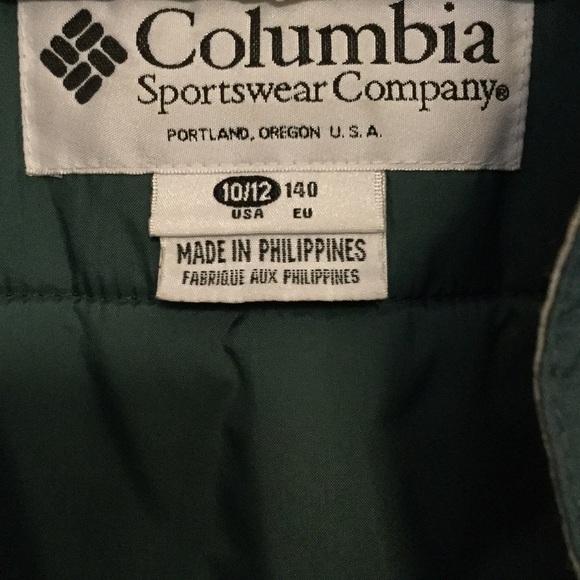 Columbia
Sportswear Company®
PORTLAND, OREGON U.S.A.
10/12 140
USA EU
MADE IN PHILIPPINES
FABRIQUE AUX PHILIPPINES